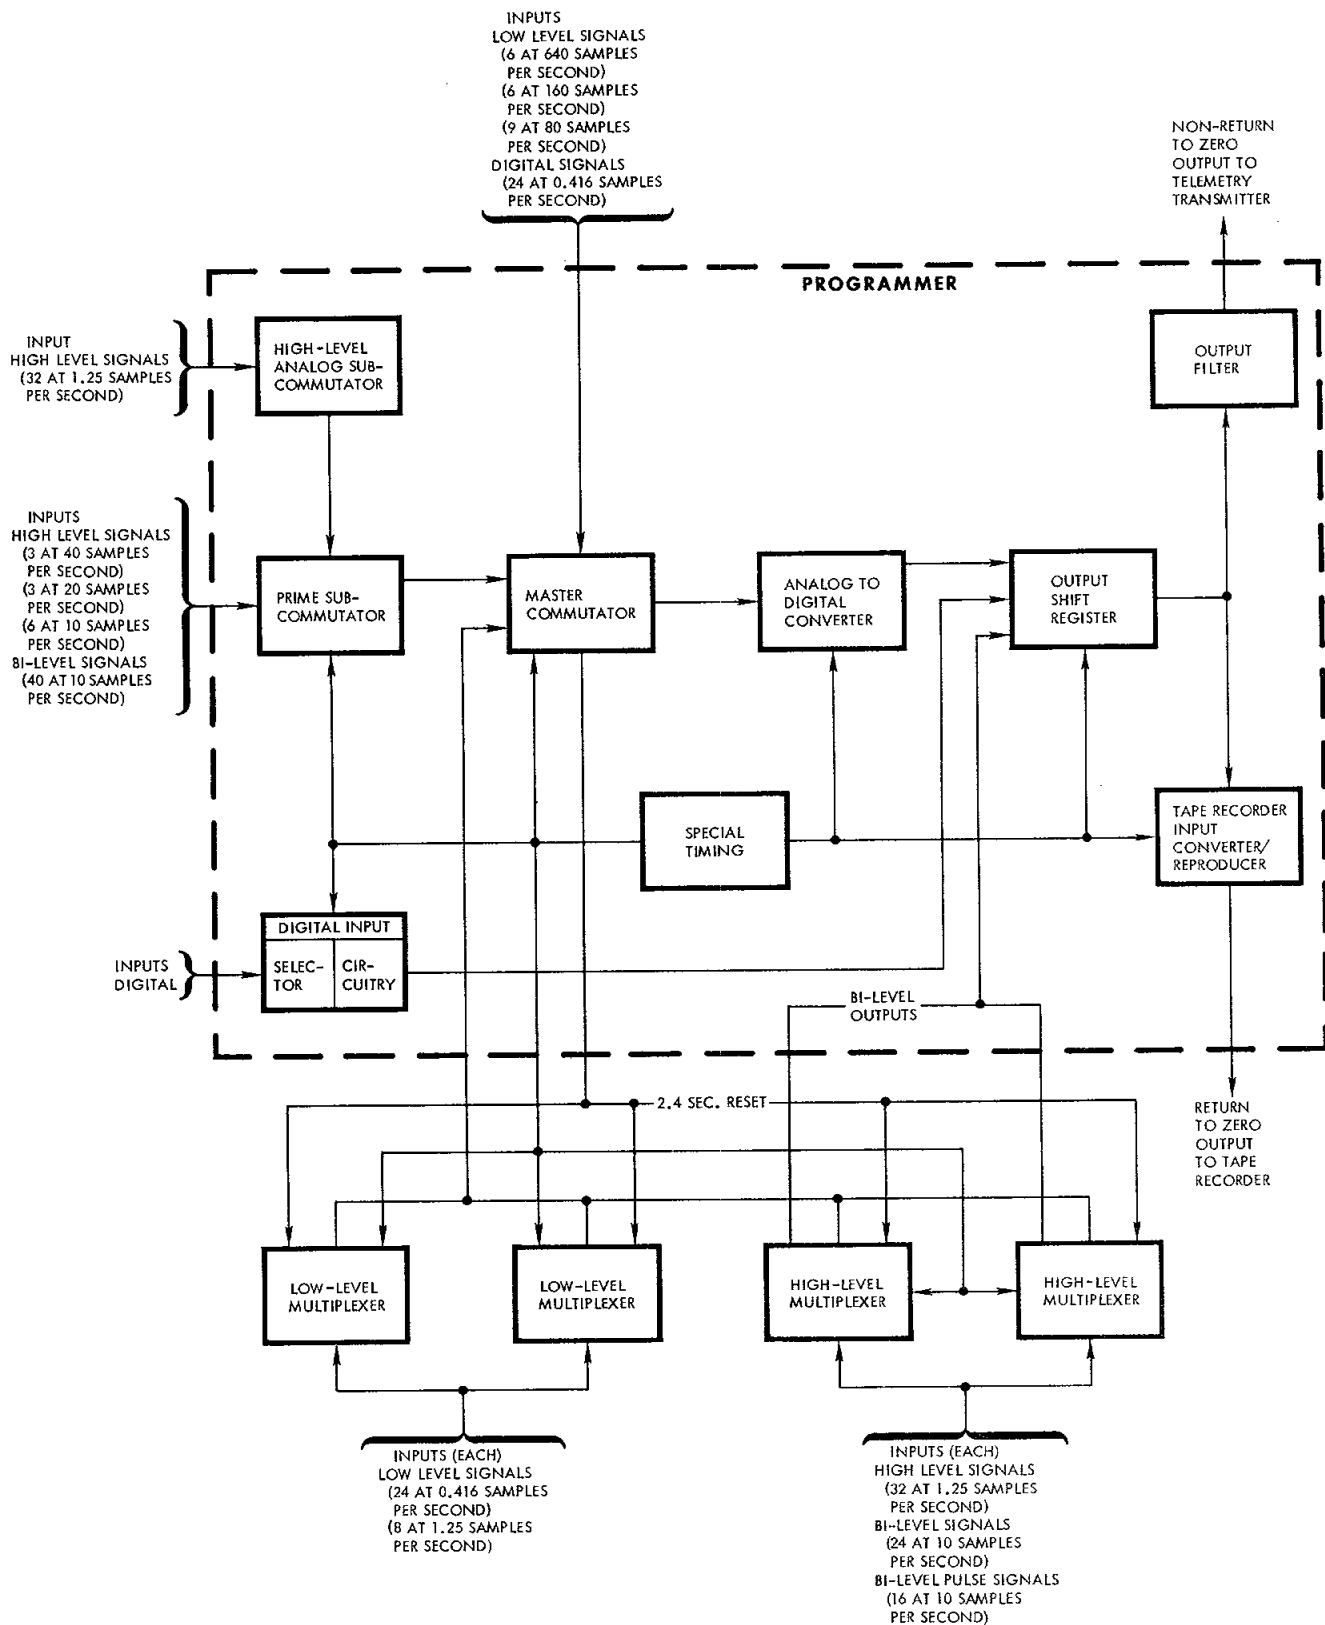 INPUTS
LOW LEVEL SIGNALS
(6 AT 640 SAMPLES
PER SECOND)
(6 AT 160 SAMPLES
PER SECOND)
(9 AT 80 SAMPLES
PER SECOND)
DIGITAL SIGNALS
(24 AT 0.416 SAMPLES
PER SECOND)
NON-RETURN
TO ZERO
OUTPUT TO
TELEMETRY
TRANSMITTER
PROGRAMMER
INPUT
HIGH LEVEL SIGNALS
(32 AT 1.25 SAMPLES
PER SECOND)
HIGH-LEVEL
ANALOG SUB-
COMMUTATOR
OUTPUT
FILTER
INPUTS
HIGH LEVEL SIGNALS
(3 AT 40 SAMPLES
PER SECOND)
(3 AT 20 SAMPLES
PER SECOND)
(6 AT 10 SAMPLES
PER SECOND)
BI-LEVEL SIGNALS
(40 AT 10 SAMPLES
PER SECOND)
PRIME SUB-
COMMUTATOR
MASTER
COMMUTATOR
ANALOG TO
DIGITAL
CONVERTER
OUTPUT
SHIFT
REGISTER
SPECIAL
TIMING
TAPE RECORDER
INPUT
CONVERTER/
REPRODUCER
INPUTS
DIGITAL
DIGITAL INPUT
SELEC-
TOR
CIR-
CUITRY
BI-LEVEL
OUTPUTS
2.4 SEC. RESET
RETURN
TO ZERO
OUTPUT
TO TAPE
RECORDER
LOW-LEVEL
MULTIPLEXER
LOW-LEVEL
MULTIPLEXER
HIGH-LEVEL
MULTIPLEXER
HIGH-LEVEL
MULTIPLEXER
INPUTS (EACH)
LOW LEVEL SIGNALS
(24 AT 0.416 SAMPLES
PER SECOND)
(8 AT 1.25 SAMPLES
PER SECOND)
INPUTS (EACH)
HIGH LEVEL SIGNALS
(32 AT 1.25 SAMPLES
PER SECOND)
BI-LEVEL SIGNALS
(24 AT 10 SAMPLES
PER SECOND)
BI-LEVEL PULSE SIGNALS
(16 AT 10 SAMPLES
PER SECOND)